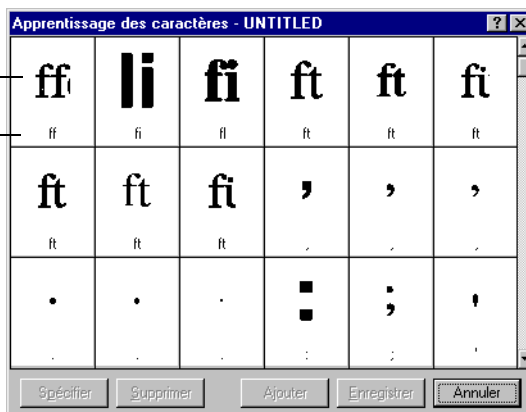 Apprentissage des caractères - UNTITLED
ff li fi ft ft fi
ff fi fl ft ft ft
ft ft fi , , ,
ft ft ft , , ,
. . . : ; '
. . . : ; '
Spécifier Supprimer Ajouter Enregistrer Annuler